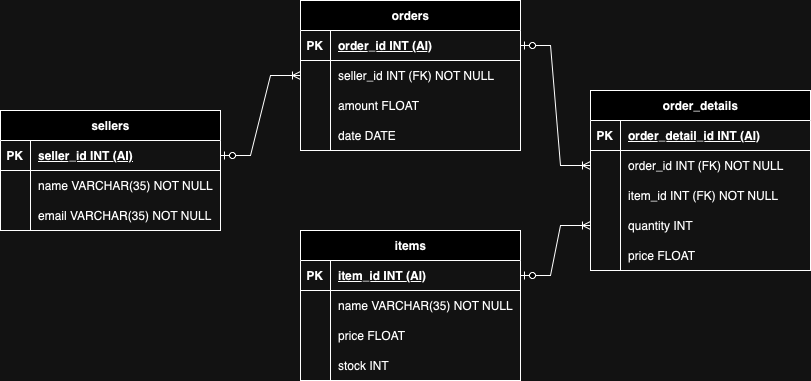 orders
PK order_id INT (AI)
seller_id INT (FK) NOT NULL
amount FLOAT
date DATE
sellers
PK seller_id INT (AI)
name VARCHAR(35) NOT NULL
email VARCHAR(35) NOT NULL
order_details
PK order_detail_id INT (AI)
order_id INT (FK) NOT NULL
item_id INT (FK) NOT NULL
quantity INT
price FLOAT
items
PK item_id INT (AI)
name VARCHAR(35) NOT NULL
price FLOAT
stock INT